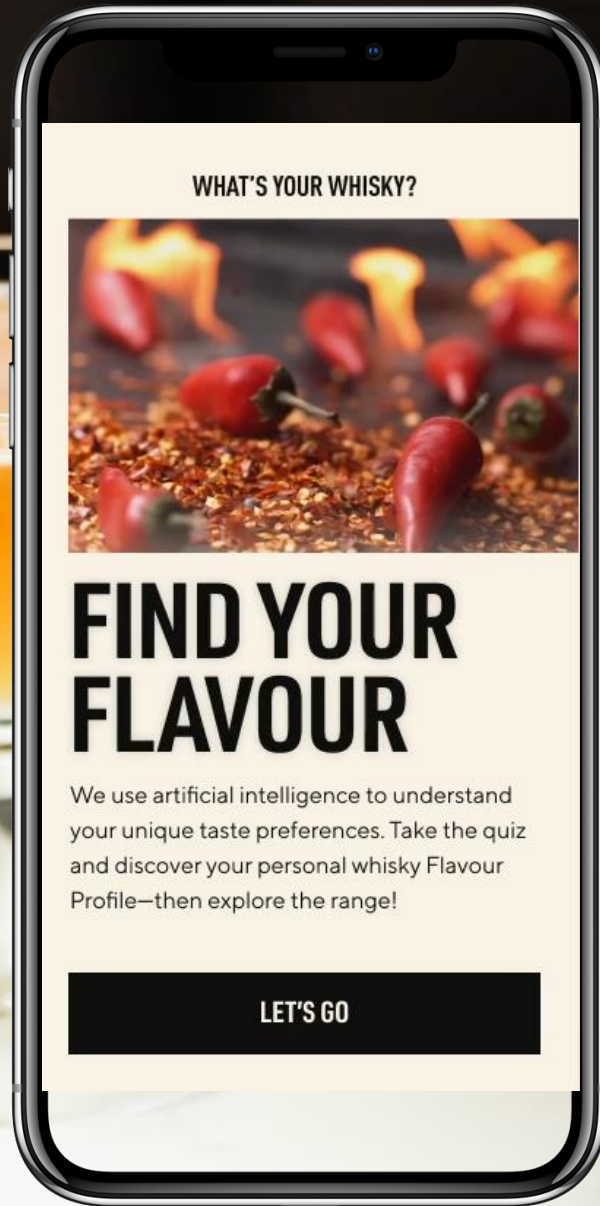 WHAT'S YOUR WHISKY?
FIND YOUR
FLAVOUR
We use artificial intelligence to understand
your unique taste preferences. Take the quiz
and discover your personal whisky Flavour
Profile—then explore the range!
LET'S GO